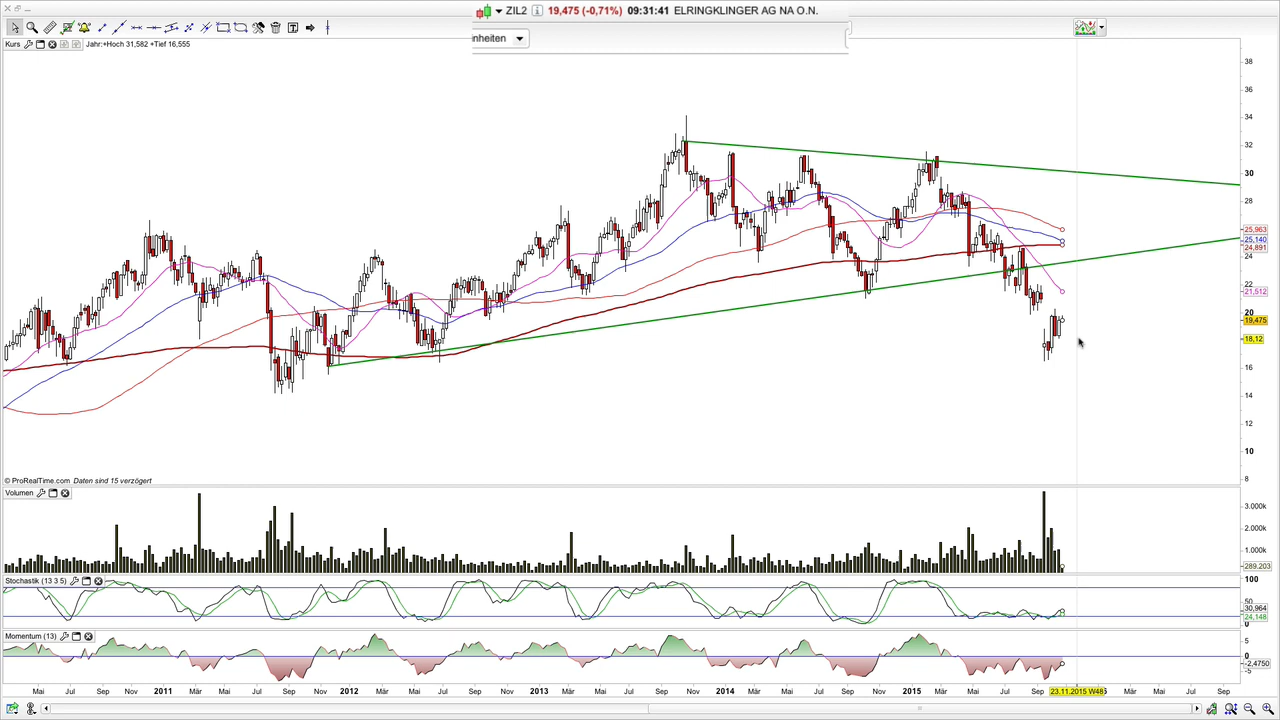 ZIL2 19,475 (-0,71%) 09:31:41 ELRINGKLINGER AG NA O.N.
inheiten
Kurs Jahr:+Hoch 31,582 +Tief 16,555
38
36
34
32
30
28
25,963
25,140
24,891
24
22
21,512
20
19,475
18,12
16
14
12
10
8
© ProRealTime.com Daten sind 15 verzögert
Volumen
3.000k
2.000k
1.000k
289,203
Stochastik (13 3 5)
100
50
30,964
24,148
0
Momentum (13)
5
0
-2,4750
-5
Mai Jul Sep Nov 2011 Mär Mai Jul Sep Nov 2012 Mär Mai Jul Sep Nov 2013 Mär Mai Jul Sep Nov 2014 Mär Mai Jul Sep Nov 2015 Mär Mai Jul Sep 23.11.2015 W48 Mär Mai Jul Sep